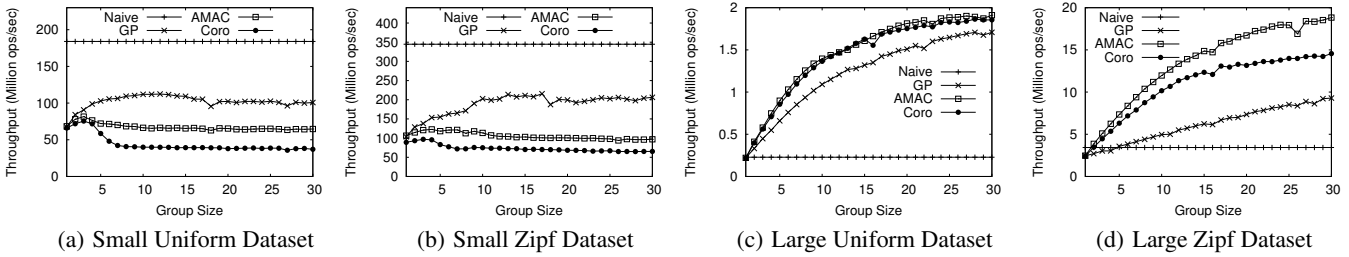 Throughput (Million ops/sec)
200
150
100
50
0
Naive
GP
AMAC
Coro
5 10 15 20 25 30
Group Size
(a) Small Uniform Dataset
Throughput (Million ops/sec)
400
350
300
250
200
150
100
50
0
Naive
GP
AMAC
Coro
5 10 15 20 25 30
Group Size
(b) Small Zipf Dataset
Throughput (Million ops/sec)
2
1.5
1
0.5
0
Naive
GP
AMAC
Coro
5 10 15 20 25 30
Group Size
(c) Large Uniform Dataset
Throughput (Million ops/sec)
20
15
10
5
0
Naive
GP
AMAC
Coro
5 10 15 20 25 30
Group Size
(d) Large Zipf Dataset